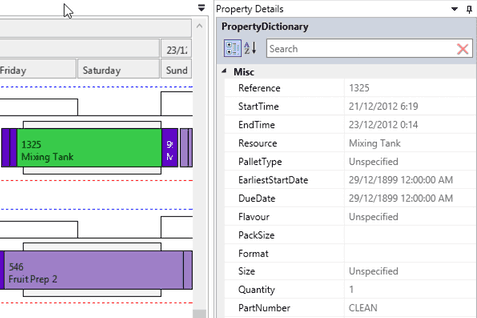 Property Details
PropertyDictionary
Search
Misc
Reference 1325
StartTime 21/12/2012 6:19
EndTime 23/12/2012 0:14
Resource Mixing Tank
PalletType Unspecified
EarliestStartDate 29/12/1899 12:00:00 AM
DueDate 29/12/1899 12:00:00 AM
Flavour Unspecified
PackSize
Format
Size Unspecified
Quantity 1
PartNumber CLEAN
23/12
Friday Saturday Sund
1325
Mixing Tank
546
Fruit Prep 2